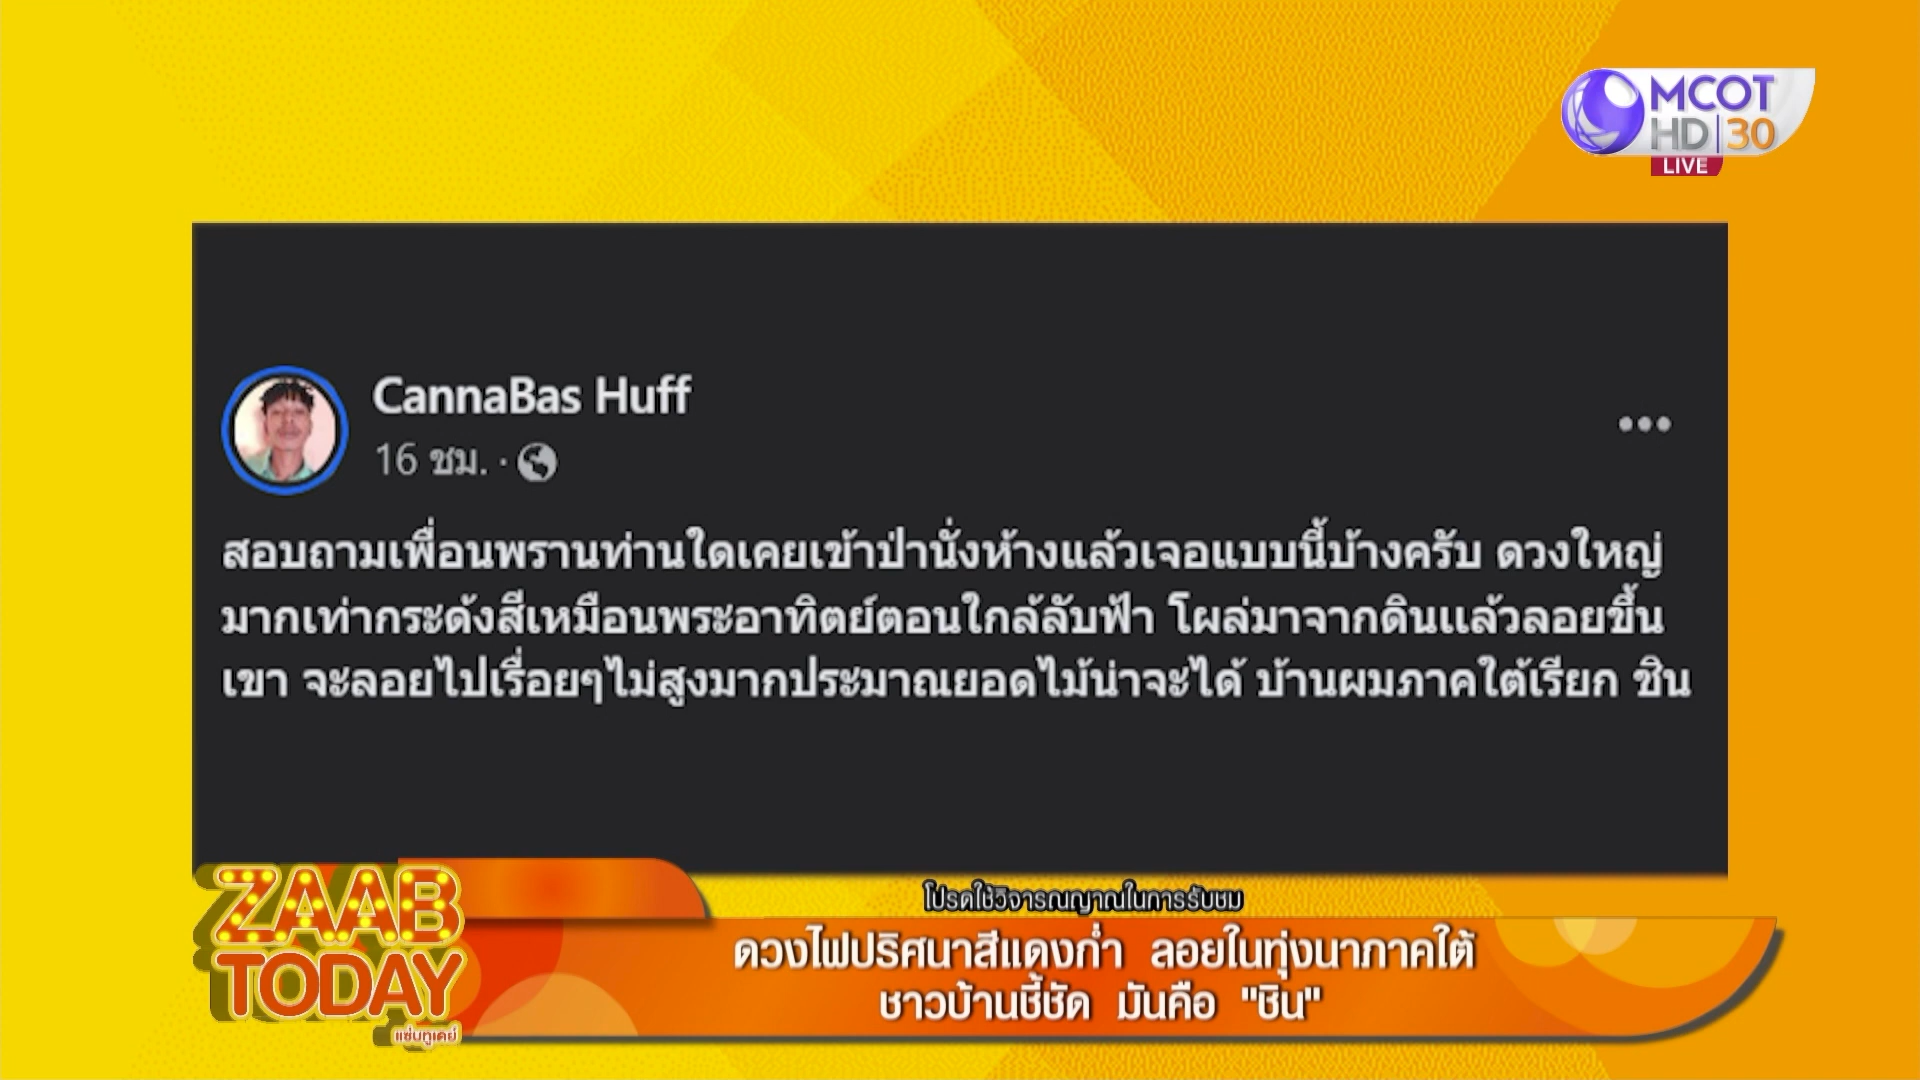 MCOT
HD 30
LIVE
CannaBas Huff
16 ชม. ·
สอบถามเพื่อนพรานท่านใดเคยเข้าป่านั่งห้างแล้วเจอแบบนี้บ้างครับ ดวงใหญ่
มากเท่ากระด้งสีเหมือนพระอาทิตย์ตอนใกล้ลับฟ้า โผล่มาจากดินแล้วลอยขึ้น
เขา จะลอยไปเรื่อยๆไม่สูงมากประมาณยอดไม้น่าจะได้ บ้านผมภาคใต้เรียก ชิน
โปรดใช้วิจารณญาณในการรับชม
ดวงไฟปริศนาสีแดงก่ำ ลอยในทุ่งนาภาคใต้
ชาวบ้านชี้ชัด มันคือ "ชิน"
ZAAB
TODAY
แซ่บทูเดย์